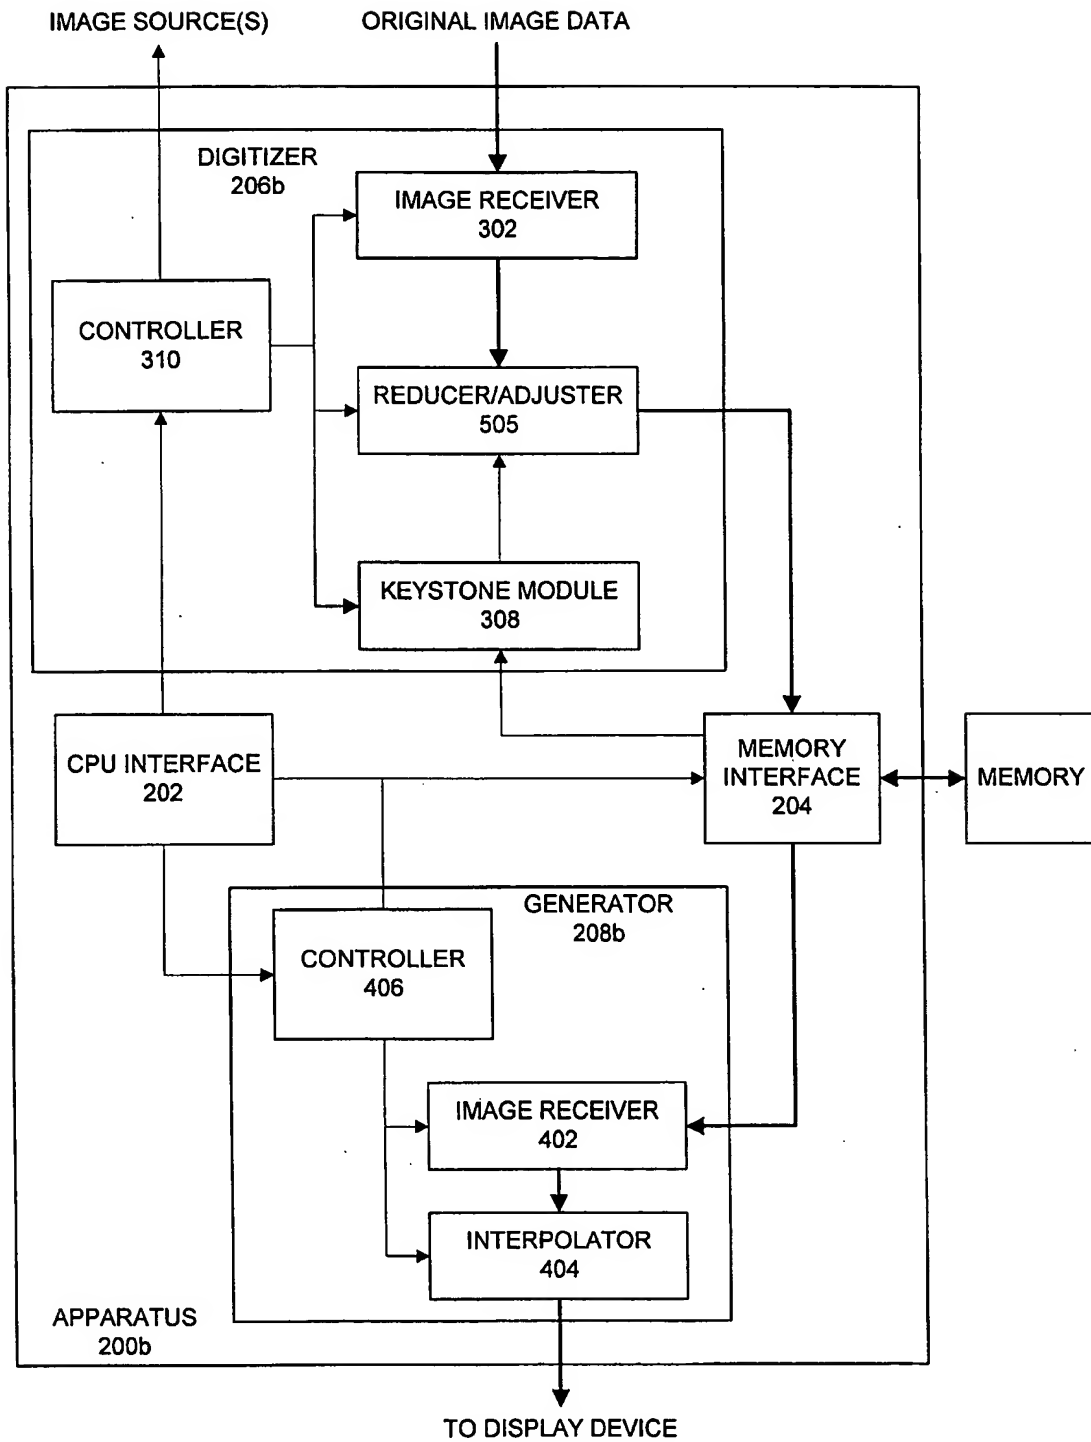 IMAGE SOURCE(S)
ORIGINAL IMAGE DATA
DIGITIZER
206b
IMAGE RECEIVER
302
CONTROLLER
310
REDUCER/ADJUSTER
505
KEYSTONE MODULE
308
CPU INTERFACE
202
MEMORY
INTERFACE
204
MEMORY
GENERATOR
208b
CONTROLLER
406
IMAGE RECEIVER
402
INTERPOLATOR
404
APPARATUS
200b
TO DISPLAY DEVICE